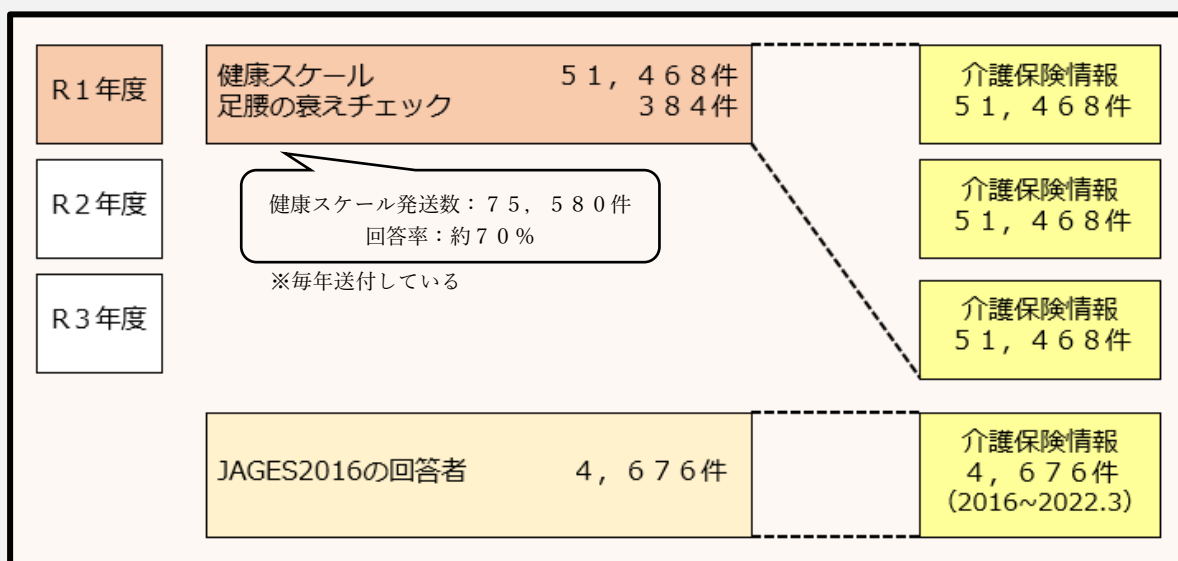 R1年度
健康スケール 51,468件
足腰の衰えチェック 384件
介護保険情報
51,468件
R2年度
健康スケール発送数:75,580件
回答率:約70%
※毎年送付している
介護保険情報
51,468件
R3年度
介護保険情報
51,468件
JAGES2016の回答者 4,676件
介護保険情報
4,676件
(2016~2022.3)